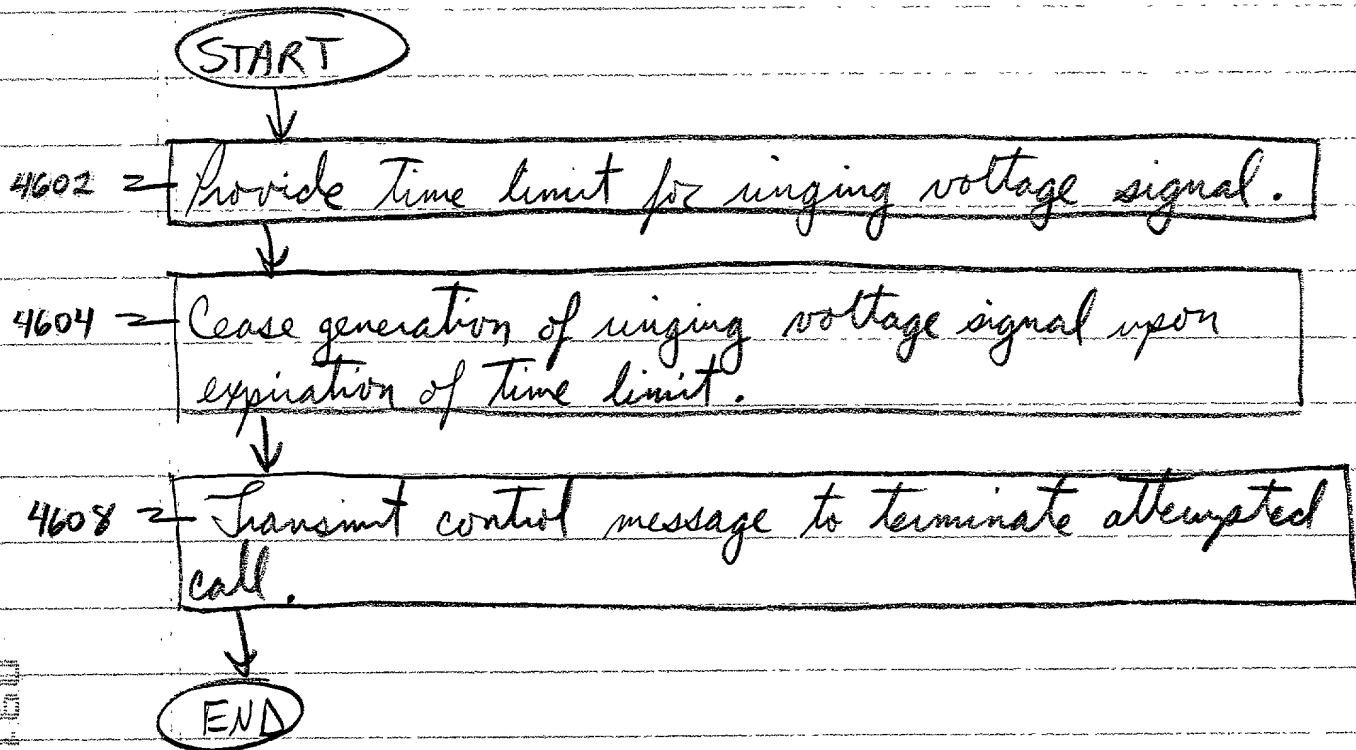 START
4602 Provide time limit for ringing voltage signal.
4604 Cease generation of ringing voltage signal upon
expiration of time limit.
4608 Transmit control message to terminate attempted
call.
END